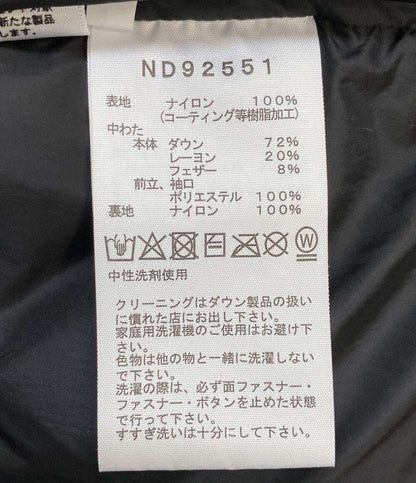 新たな製品
します。
ND92551
表地 ナイロン 100%
(コーティング等樹脂加工)
中わた
本体 ダウン 72%
レーヨン 20%
フェザー 8%
前立、袖口
ポリエステル 100%
裏地 ナイロン 100%
W
中性洗剤使用
クリーニングはダウン製品の扱い
に慣れた店にお出し下さい。
家庭用洗濯機のご使用はお避け下
さい。
色物は他の物と一緒に洗濯しない
で下さい。
洗濯の際は、必ず面ファスナー・
ファスナー・ボタンを止めた状態
で行って下さい。
すすぎ洗いは十分にして下さい。